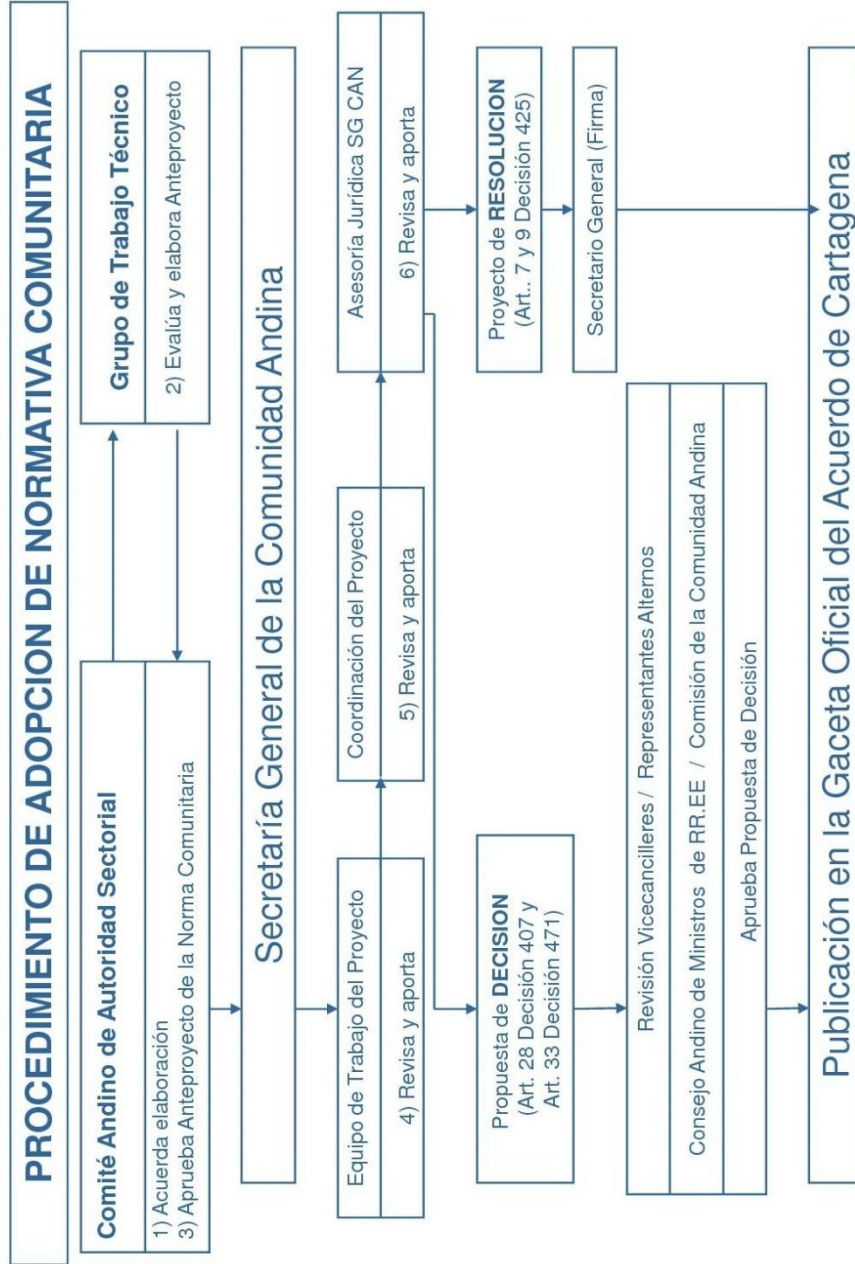 PROCEDIMIENTO DE ADOPCION DE NORMATIVA COMUNITARIA
Comité Andino de Autoridad Sectorial
1) Acuerda elaboración
3) Aprueba Anteproyecto de la Norma Comunitaria
Grupo de Trabajo Técnico
2) Evalúa y elabora Anteproyecto
Secretaría General de la Comunidad Andina
Equipo de Trabajo del Proyecto
4) Revisa y aporta
Coordinación del Proyecto
5) Revisa y aporta
Asesoría Jurídica SG CAN
6) Revisa y aporta
Propuesta de DECISION
(Art. 28 Decisión 407 y
Art. 33 Decisión 471)
Proyecto de RESOLUCION
(Art.. 7 y 9 Decisión 425)
Secretario General (Firma)
Revisión Vicecancilleres / Representantes Alternos
Consejo Andino de Ministros de RR.EE / Comisión de la Comunidad Andina
Aprueba Propuesta de Decisión
Publicación en la Gaceta Oficial del Acuerdo de Cartagena